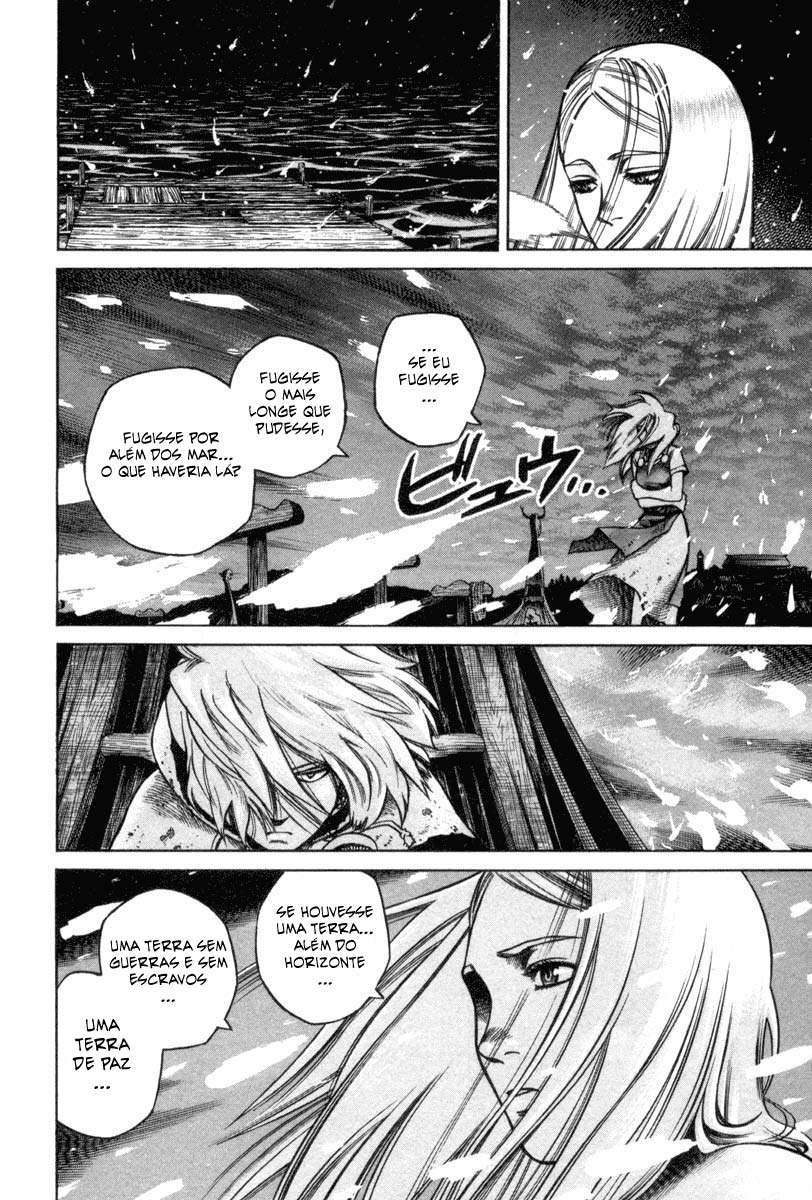 ...
SE EU
FUGISSE
...
FUGISSE
O MAIS
LONGE QUE
PUDESSE,
FUGISSE POR
ALÉM DOS MAR...
O QUE HAVERIA LÁ?
ビュウ...
SE HOUVESSE
UMA TERRA...
ALÉM DO
HORIZONTE
...
UMA TERRA SEM
GUERRAS E SEM
ESCRAVOS
...
UMA
TERRA
DE PAZ
...